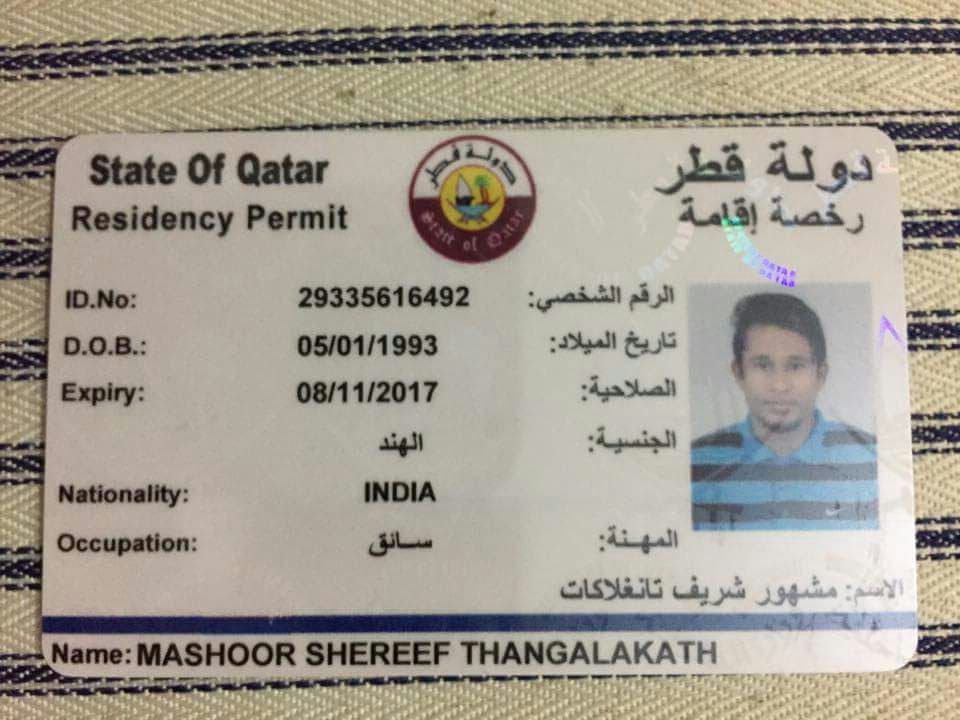 State Of Qatar دولة قطر
Residency Permit رخصة إقامة
دولة قطر
State of Qatar
ID.No: 29335616492 الرقم الشخصي:
D.O.B.: 05/01/1993 تاريخ الميلاد:
Expiry: 08/11/2017 الصلاحية:
الهند الجنسية:
Nationality: INDIA
Occupation: سائق المهنة:
الاسم: مشهور شريف تانغلاكات
Name: MASHOOR SHEREEF THANGALAKATH